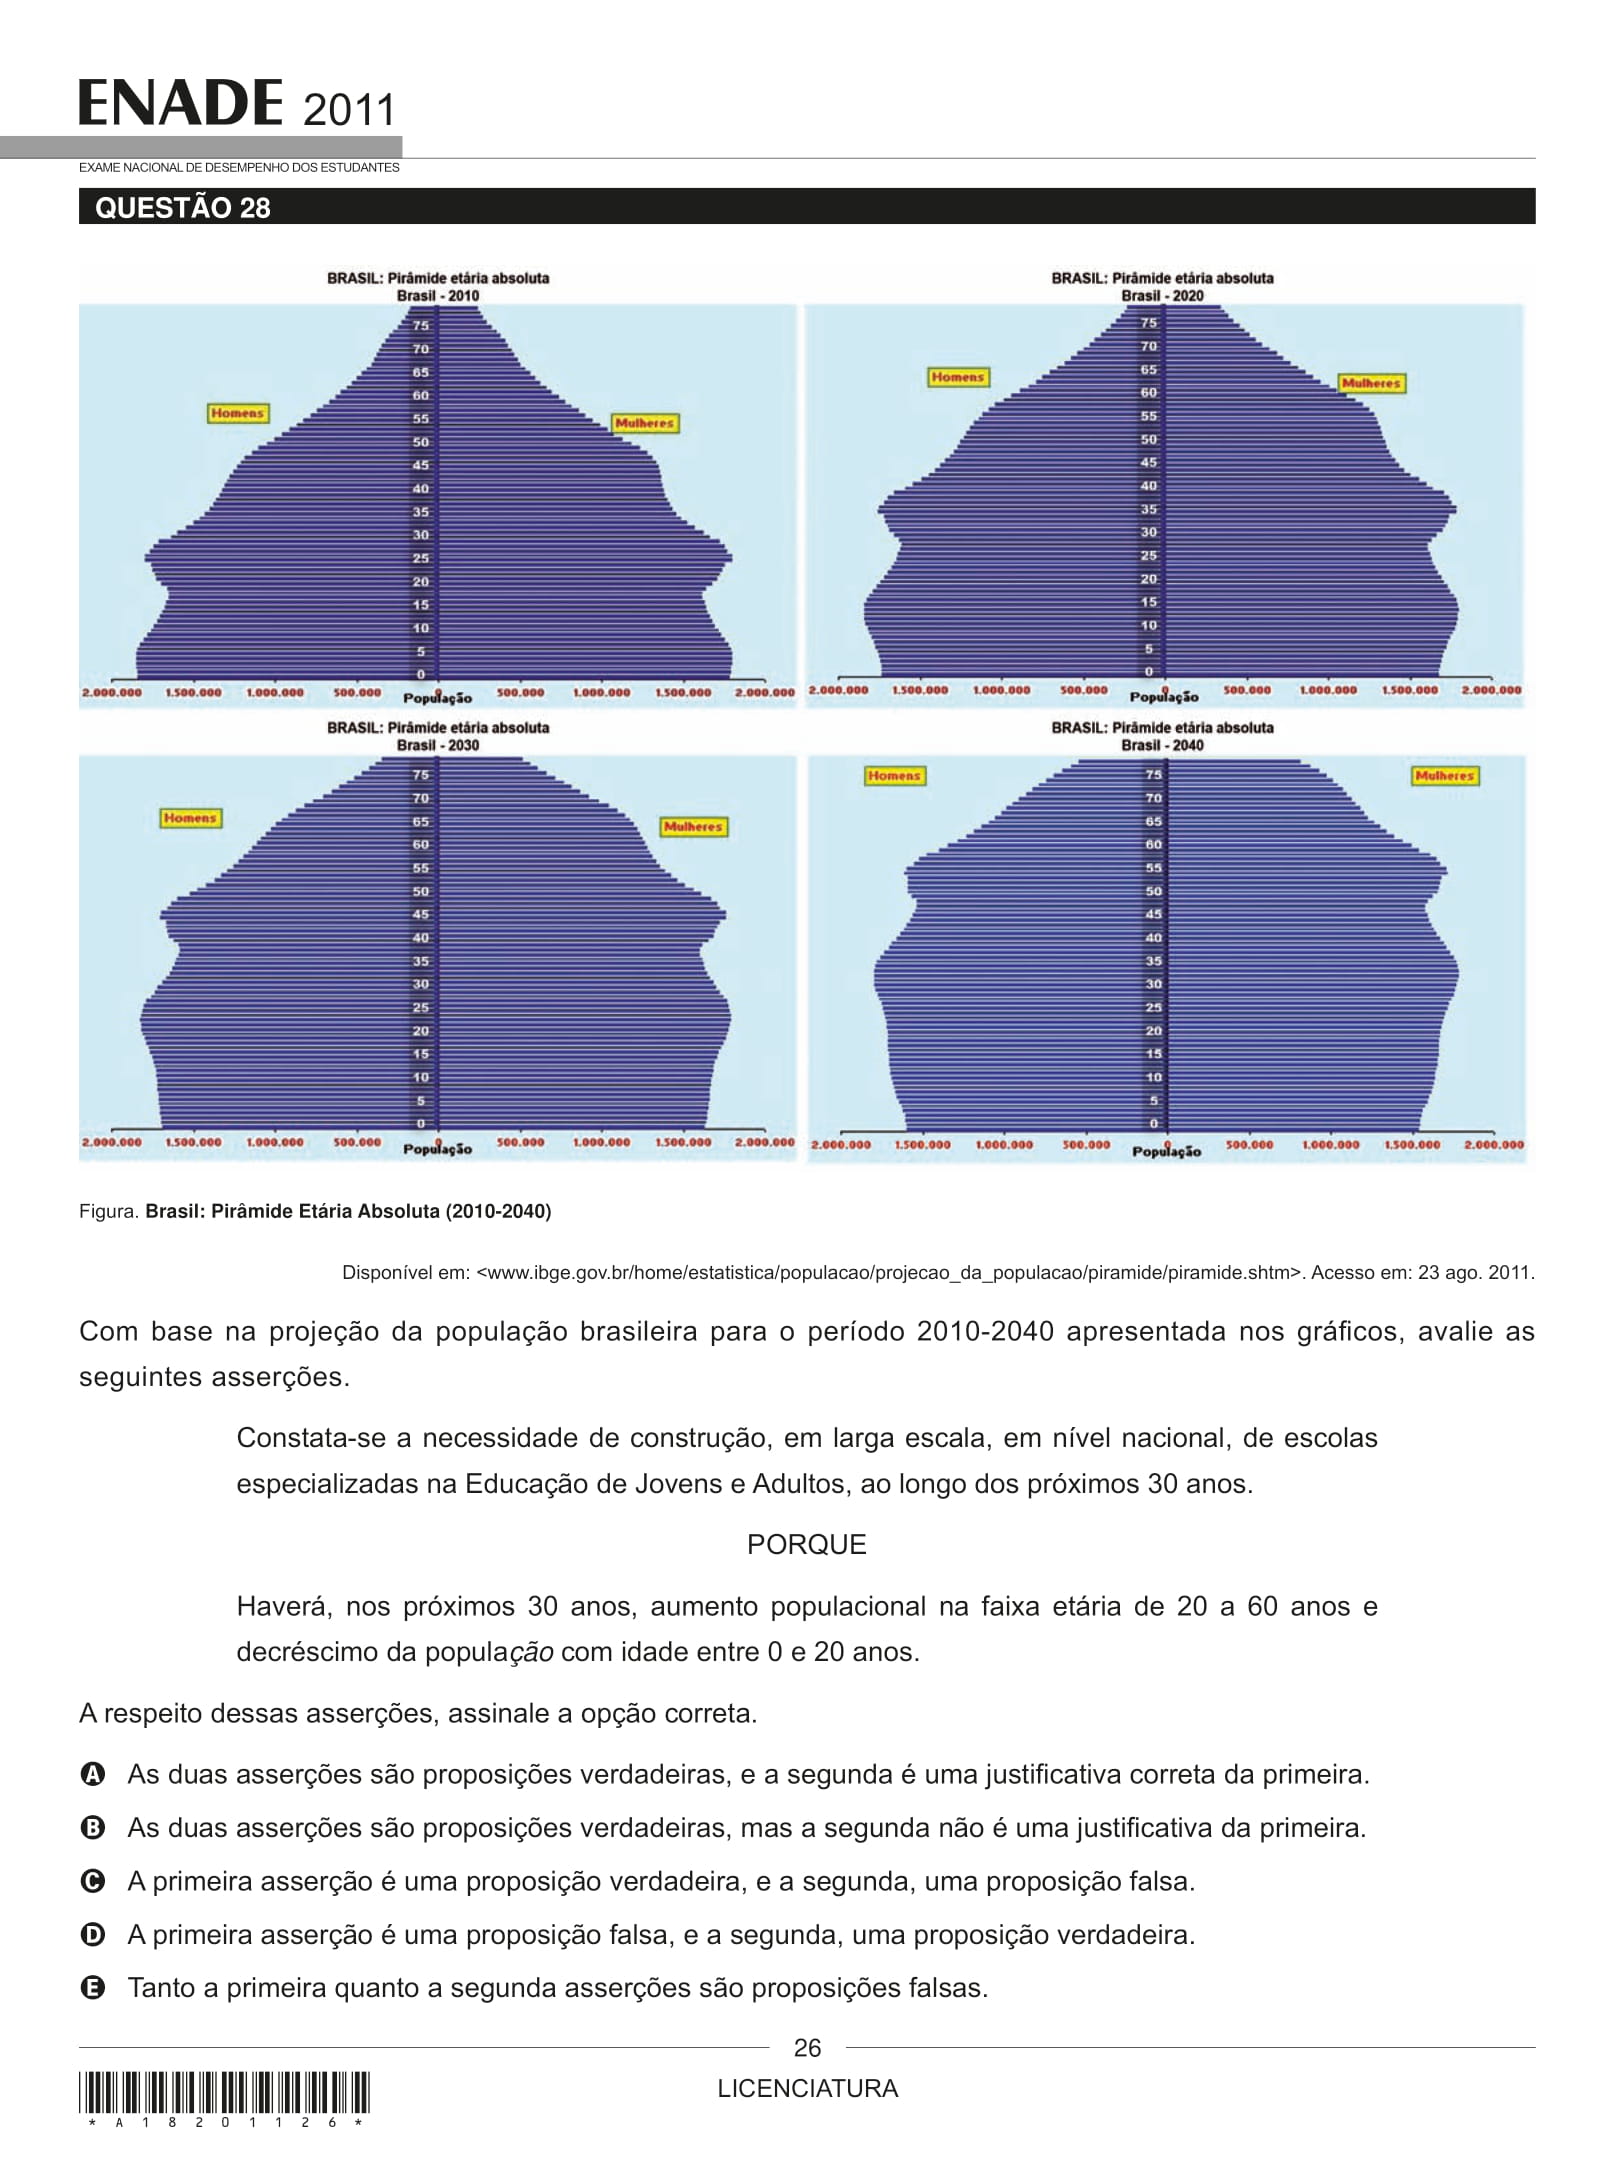 ENADE 2011
EXAME NACIONAL DE DESEMPENHO DOS ESTUDANTES
QUESTÃO 28
BRASIL: Pirâmide etária absoluta
Brasil - 2010
75
70
65
60
55
50
45
40
35
30
25
20
15
10
5
0
Homens
Mulheres
2.000.000 1.500.000 1.000.000 500.000 0 500.000 1.000.000 1.500.000 2.000.000
População
BRASIL: Pirâmide etária absoluta
Brasil - 2020
75
70
65
60
55
50
45
40
35
30
25
20
15
10
5
0
Homens
Mulheres
2.000.000 1.500.000 1.000.000 500.000 0 500.000 1.000.000 1.500.000 2.000.000
População
BRASIL: Pirâmide etária absoluta
Brasil - 2030
75
70
65
60
55
50
45
40
35
30
25
20
15
10
5
0
Homens
Mulheres
2.000.000 1.500.000 1.000.000 500.000 0 500.000 1.000.000 1.500.000 2.000.000
População
BRASIL: Pirâmide etária absoluta
Brasil - 2040
Homens
Mulheres
75
70
65
60
55
50
45
40
35
30
25
20
15
10
5
0
2.000.000 1.500.000 1.000.000 500.000 0 500.000 1.000.000 1.500.000 2.000.000
População
Figura. Brasil: Pirâmide Etária Absoluta (2010-2040)
Disponível em: <www.ibge.gov.br/home/estatistica/populacao/projecao_da_populacao/piramide/piramide.shtm>. Acesso em: 23 ago. 2011.
Com base na projeção da população brasileira para o período 2010-2040 apresentada nos gráficos, avalie as
seguintes asserções.
Constata-se a necessidade de construção, em larga escala, em nível nacional, de escolas
especializadas na Educação de Jovens e Adultos, ao longo dos próximos 30 anos.
PORQUE
Haverá, nos próximos 30 anos, aumento populacional na faixa etária de 20 a 60 anos e
decréscimo da população com idade entre 0 e 20 anos.
A respeito dessas asserções, assinale a opção correta.
A As duas asserções são proposições verdadeiras, e a segunda é uma justificativa correta da primeira.
B As duas asserções são proposições verdadeiras, mas a segunda não é uma justificativa da primeira.
C A primeira asserção é uma proposição verdadeira, e a segunda, uma proposição falsa.
D A primeira asserção é uma proposição falsa, e a segunda, uma proposição verdadeira.
E Tanto a primeira quanto a segunda asserções são proposições falsas.
26
LICENCIATURA
* A 1 8 2 0 1 1 2 6 *